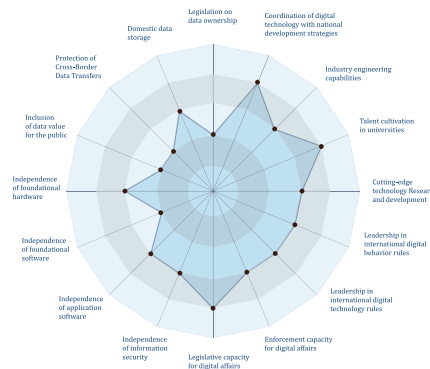 Legislation on
data ownership
Coordination of digital
technology with national
development strategies
Industry engineering
capabilities
Talent cultivation
in universities
Cutting-edge
technology Resear
and development
Leadership in
international digital
behavior rules
Leadership in
international digital
technology rules
Enforcement capacity
for digital affairs
Legislative capacity
for digital affairs
Independence
of information
security
Independence
of application
software
Independence
of foundational
software
Independence
of foundational
hardware
Inclusion
of data value
for the public
Protection of
Cross-Border
Data Transfers
Domestic data
storage